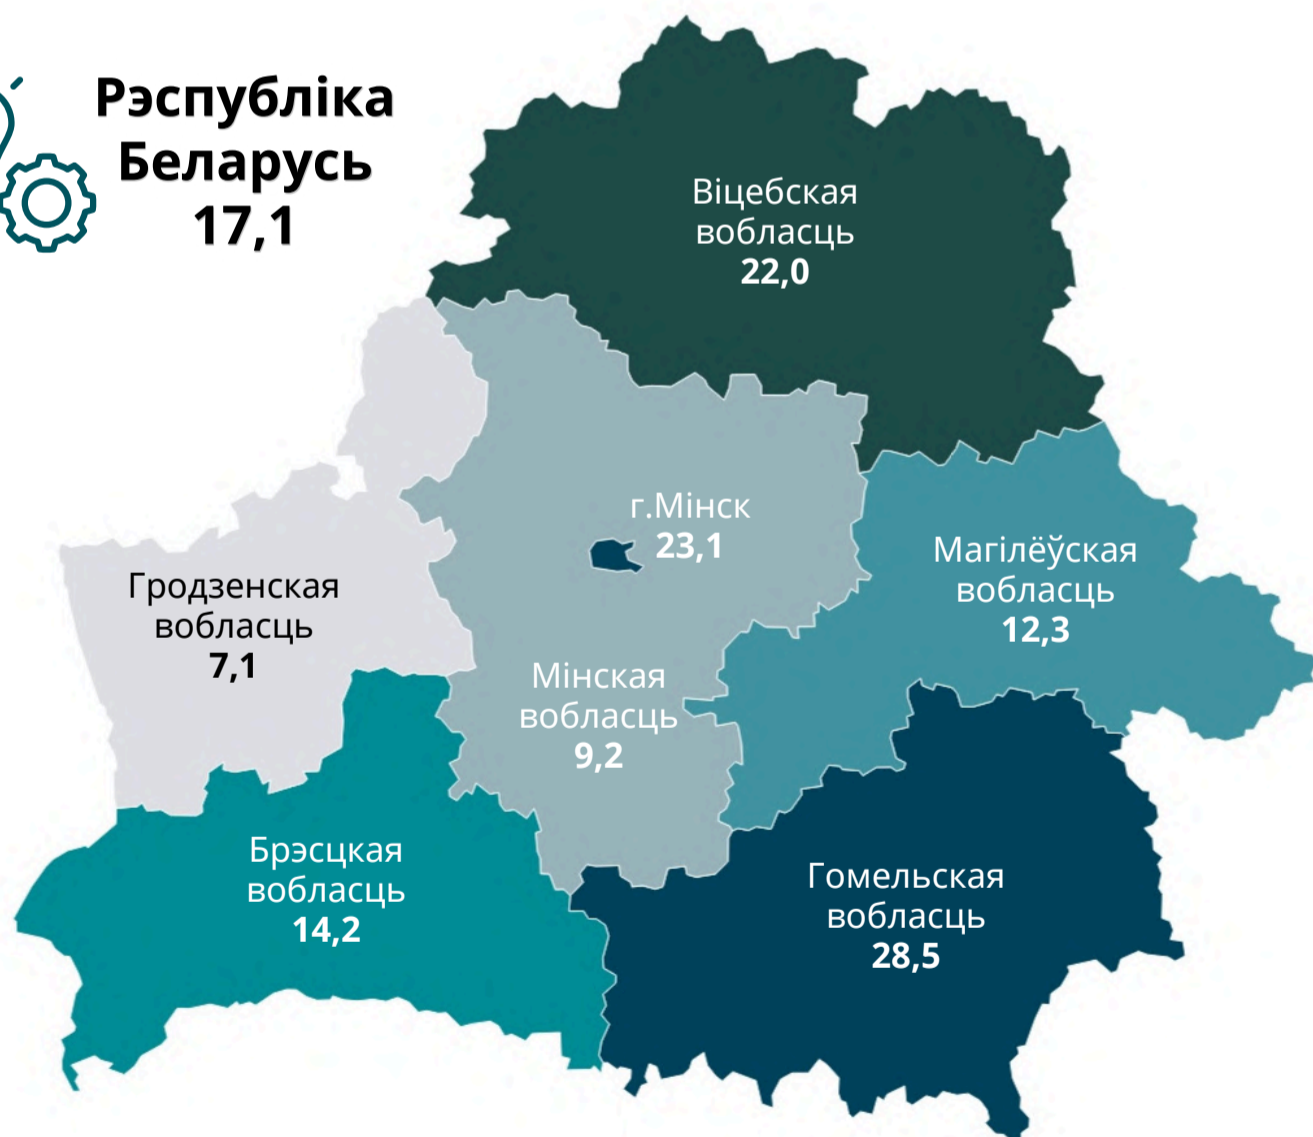 Рэспубліка
Беларусь
17,1
Віцебская
вобласць
22,0
г.Мінск
23,1
Магілёўская
вобласць
12,3
Гродзенская
вобласць
7,1
Мінская
вобласць
9,2
Брэсцкая
вобласць
14,2
Гомельская
вобласць
28,5